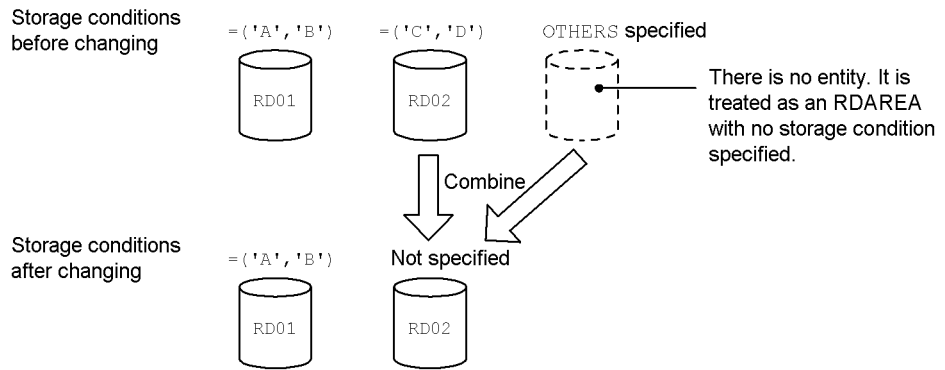 Storage conditions
before changing
=('A','B')
=('C','D')
OTHERS specified
RD01
RD02
There is no entity. It is
treated as an RDAREA
with no storage condition
specified.
Combine
Storage conditions
after changing
=('A','B')
Not specified
RD01
RD02